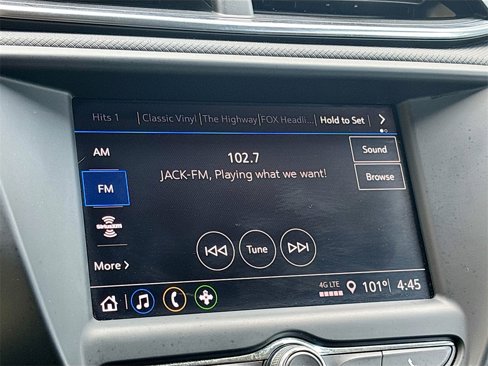 Hits 1 Classic Vinyl The Highway FOX Headli... Hold to Set
AM
102.7
Sound
JACK-FM, Playing what we want!
FM
Browse
SiriusXM
Tune
More
4G LTE 101° 4:45